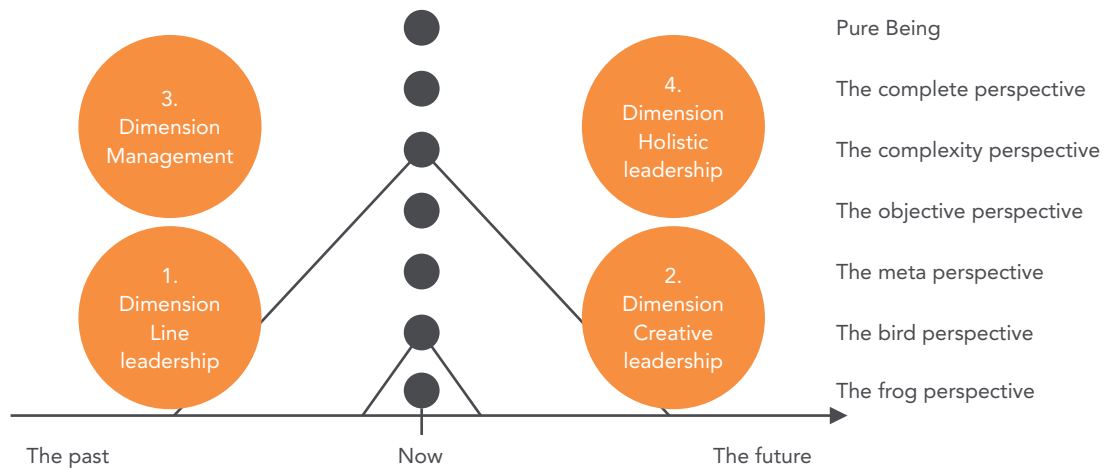 Pure Being
3.
Dimension
Management
4.
Dimension
Holistic
leadership
The complete perspective
The complexity perspective
The objective perspective
1.
Dimension
Line
leadership
2.
Dimension
Creative
leadership
The meta perspective
The bird perspective
The frog perspective
The past
Now
The future